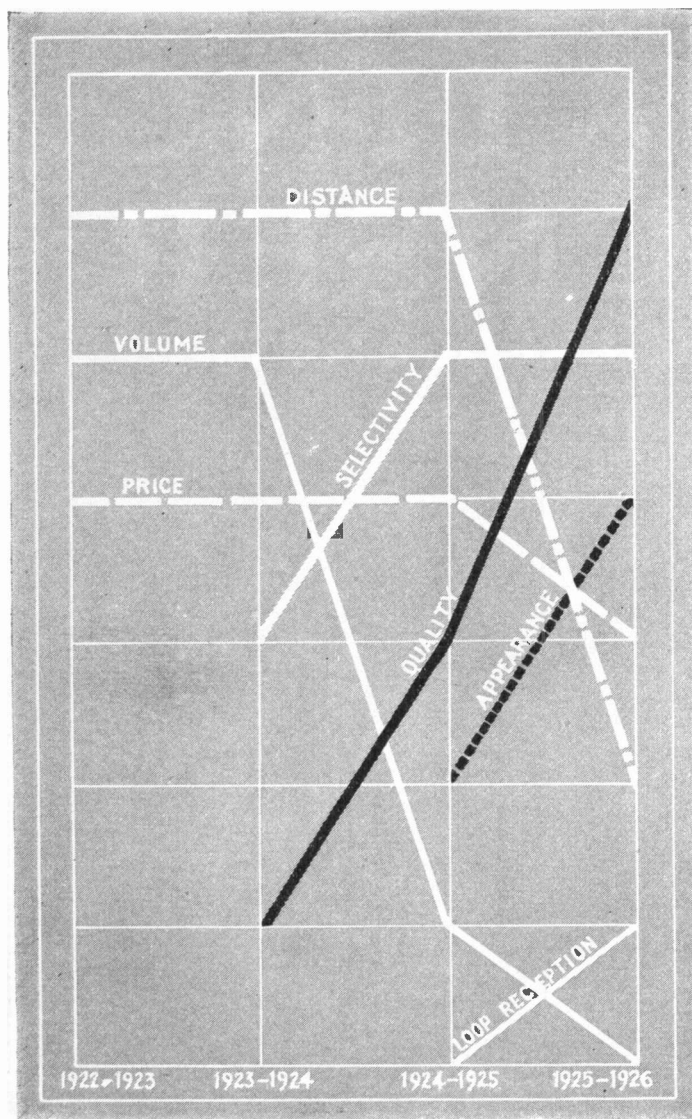 DISTANCE
VOLUME
SELECTIVITY
PRICE
QUALITY
APPEARANCE
LOOP RECEPTION
1922-1923 1923-1924 1924-1925 1925-1926